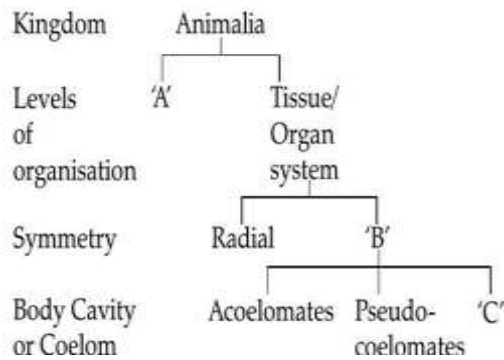 Kingdom Animalia
Levels 'A' Tissue/
of Organ
organisation system
Symmetry Radial 'B'
Body Cavity Acoelomates Pseudo- 'C'
or Coelom coelomates